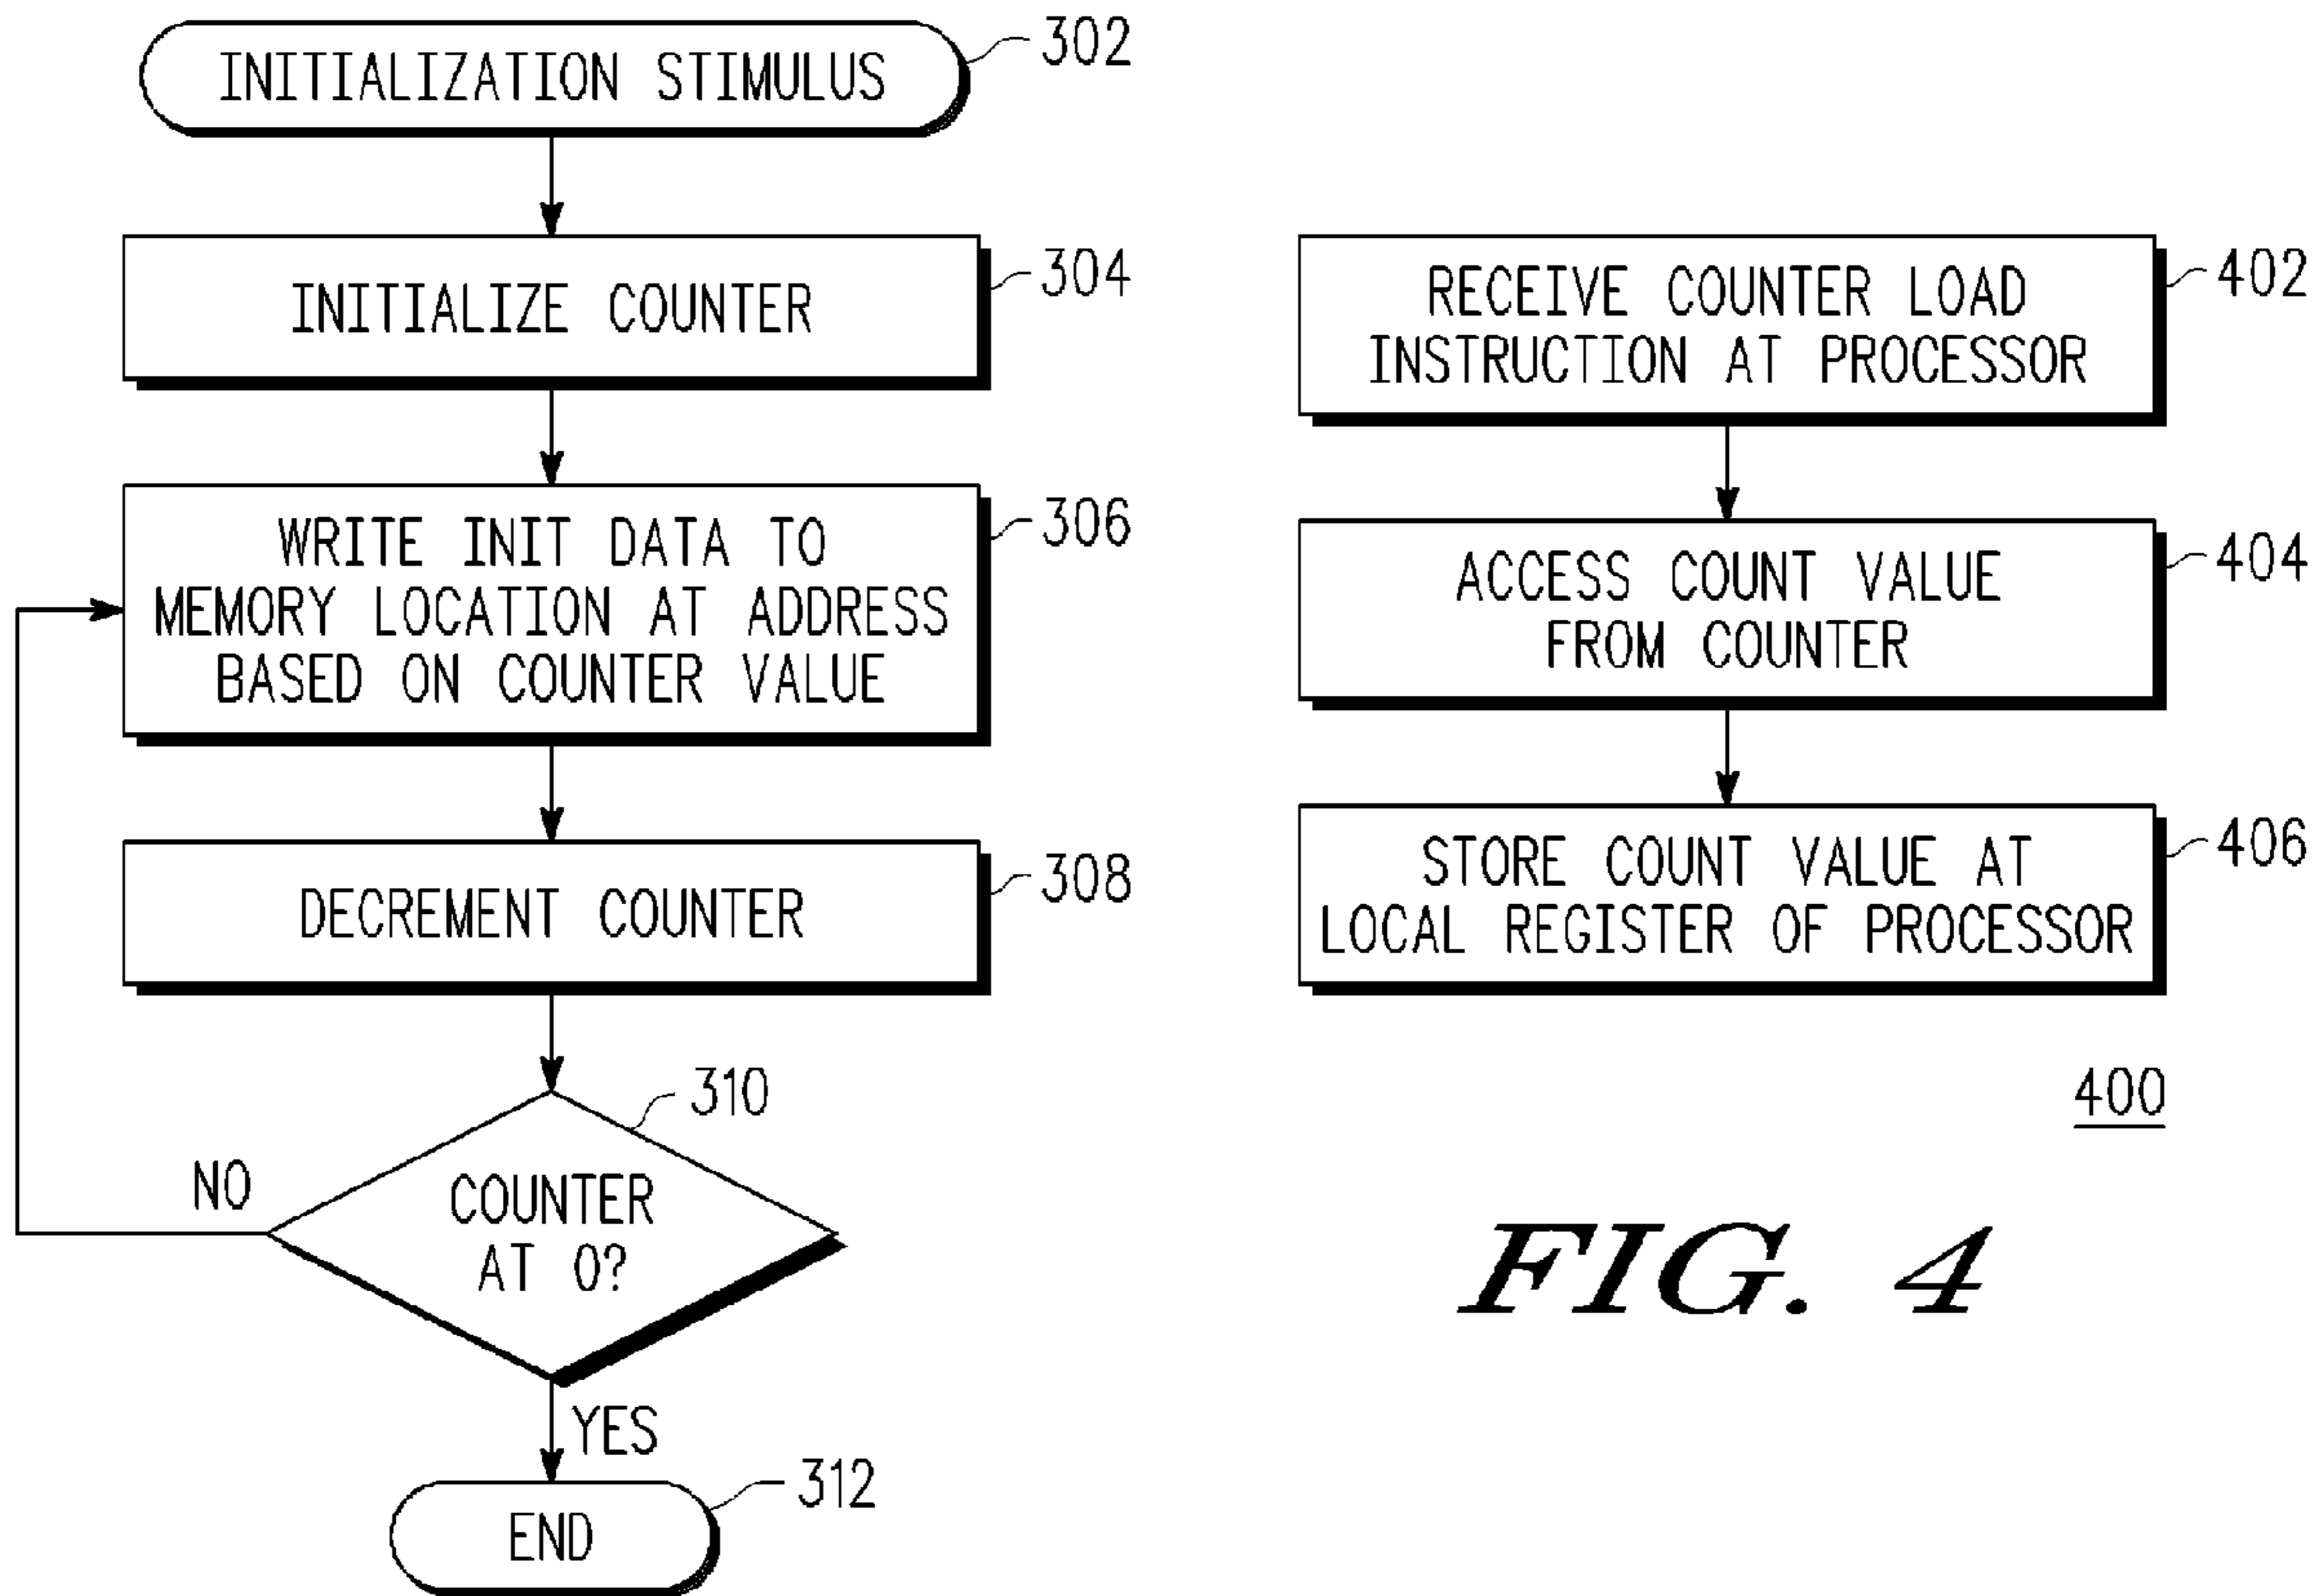 INITIALIZATION STIMULUS
302
INITIALIZE COUNTER
304
WRITE INIT DATA TO
MEMORY LOCATION AT ADDRESS
BASED ON COUNTER VALUE
306
DECREMENT COUNTER
308
310
COUNTER
AT 0?
NO
YES
END
312
RECEIVE COUNTER LOAD
INSTRUCTION AT PROCESSOR
402
ACCESS COUNT VALUE
FROM COUNTER
404
STORE COUNT VALUE AT
LOCAL REGISTER OF PROCESSOR
406
400
FIG. 4